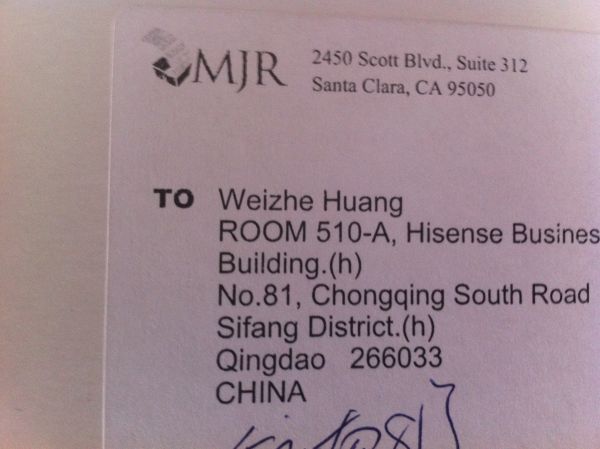 MJR
2450 Scott Blvd., Suite 312
Santa Clara, CA 95050
TO Weizhe Huang
ROOM 510-A, Hisense Busines
Building.(h)
No.81, Chongqing South Road
Sifang District.(h)
Qingdao 266033
CHINA